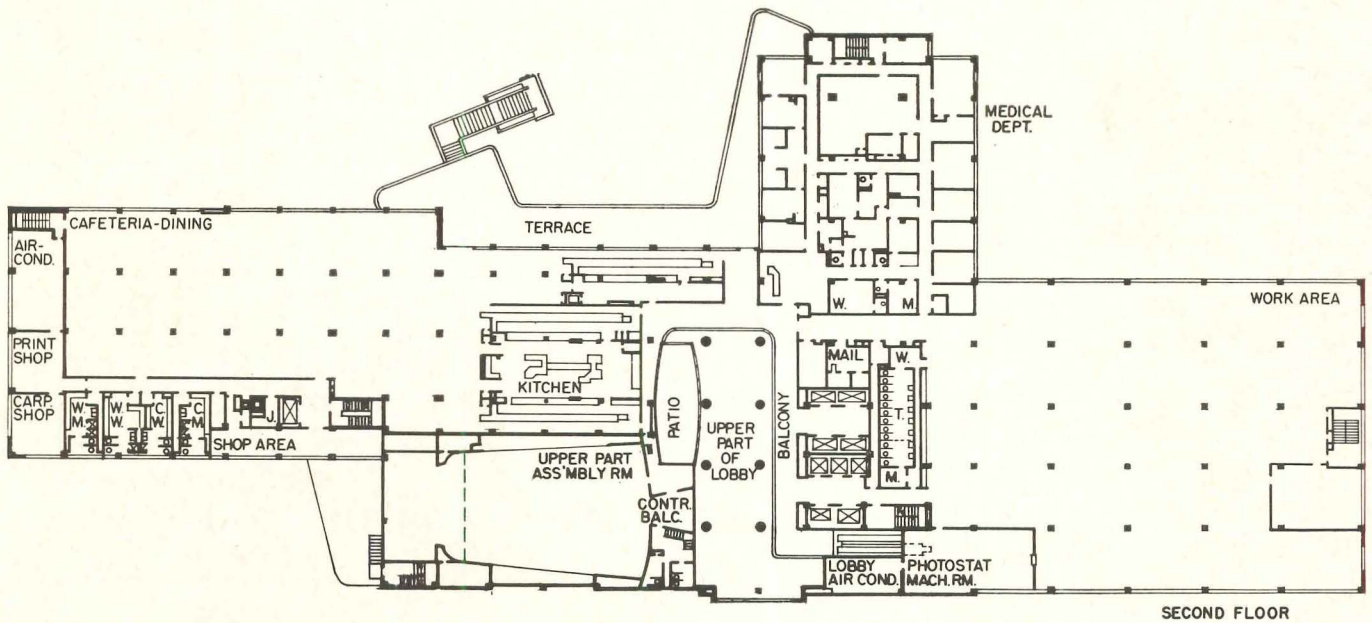 MEDICAL
DEPT.
CAFETERIA-DINING
TERRACE
AIR-
COND.
WORK AREA
W.
M.
PRINT
SHOP
MAIL
W.
KITCHEN
PATIO
CARP.
SHOP
W.
M.
W.
W.
C.
W.
C.
M.
J.
T.
UPPER
PART
OF
LOBBY
BALCONY
SHOP AREA
UPPER PART
ASS'MBLY RM
M.
CONTR.
BALC.
LOBBY
AIR COND.
PHOTOSTAT
MACH. RM.
SECOND FLOOR